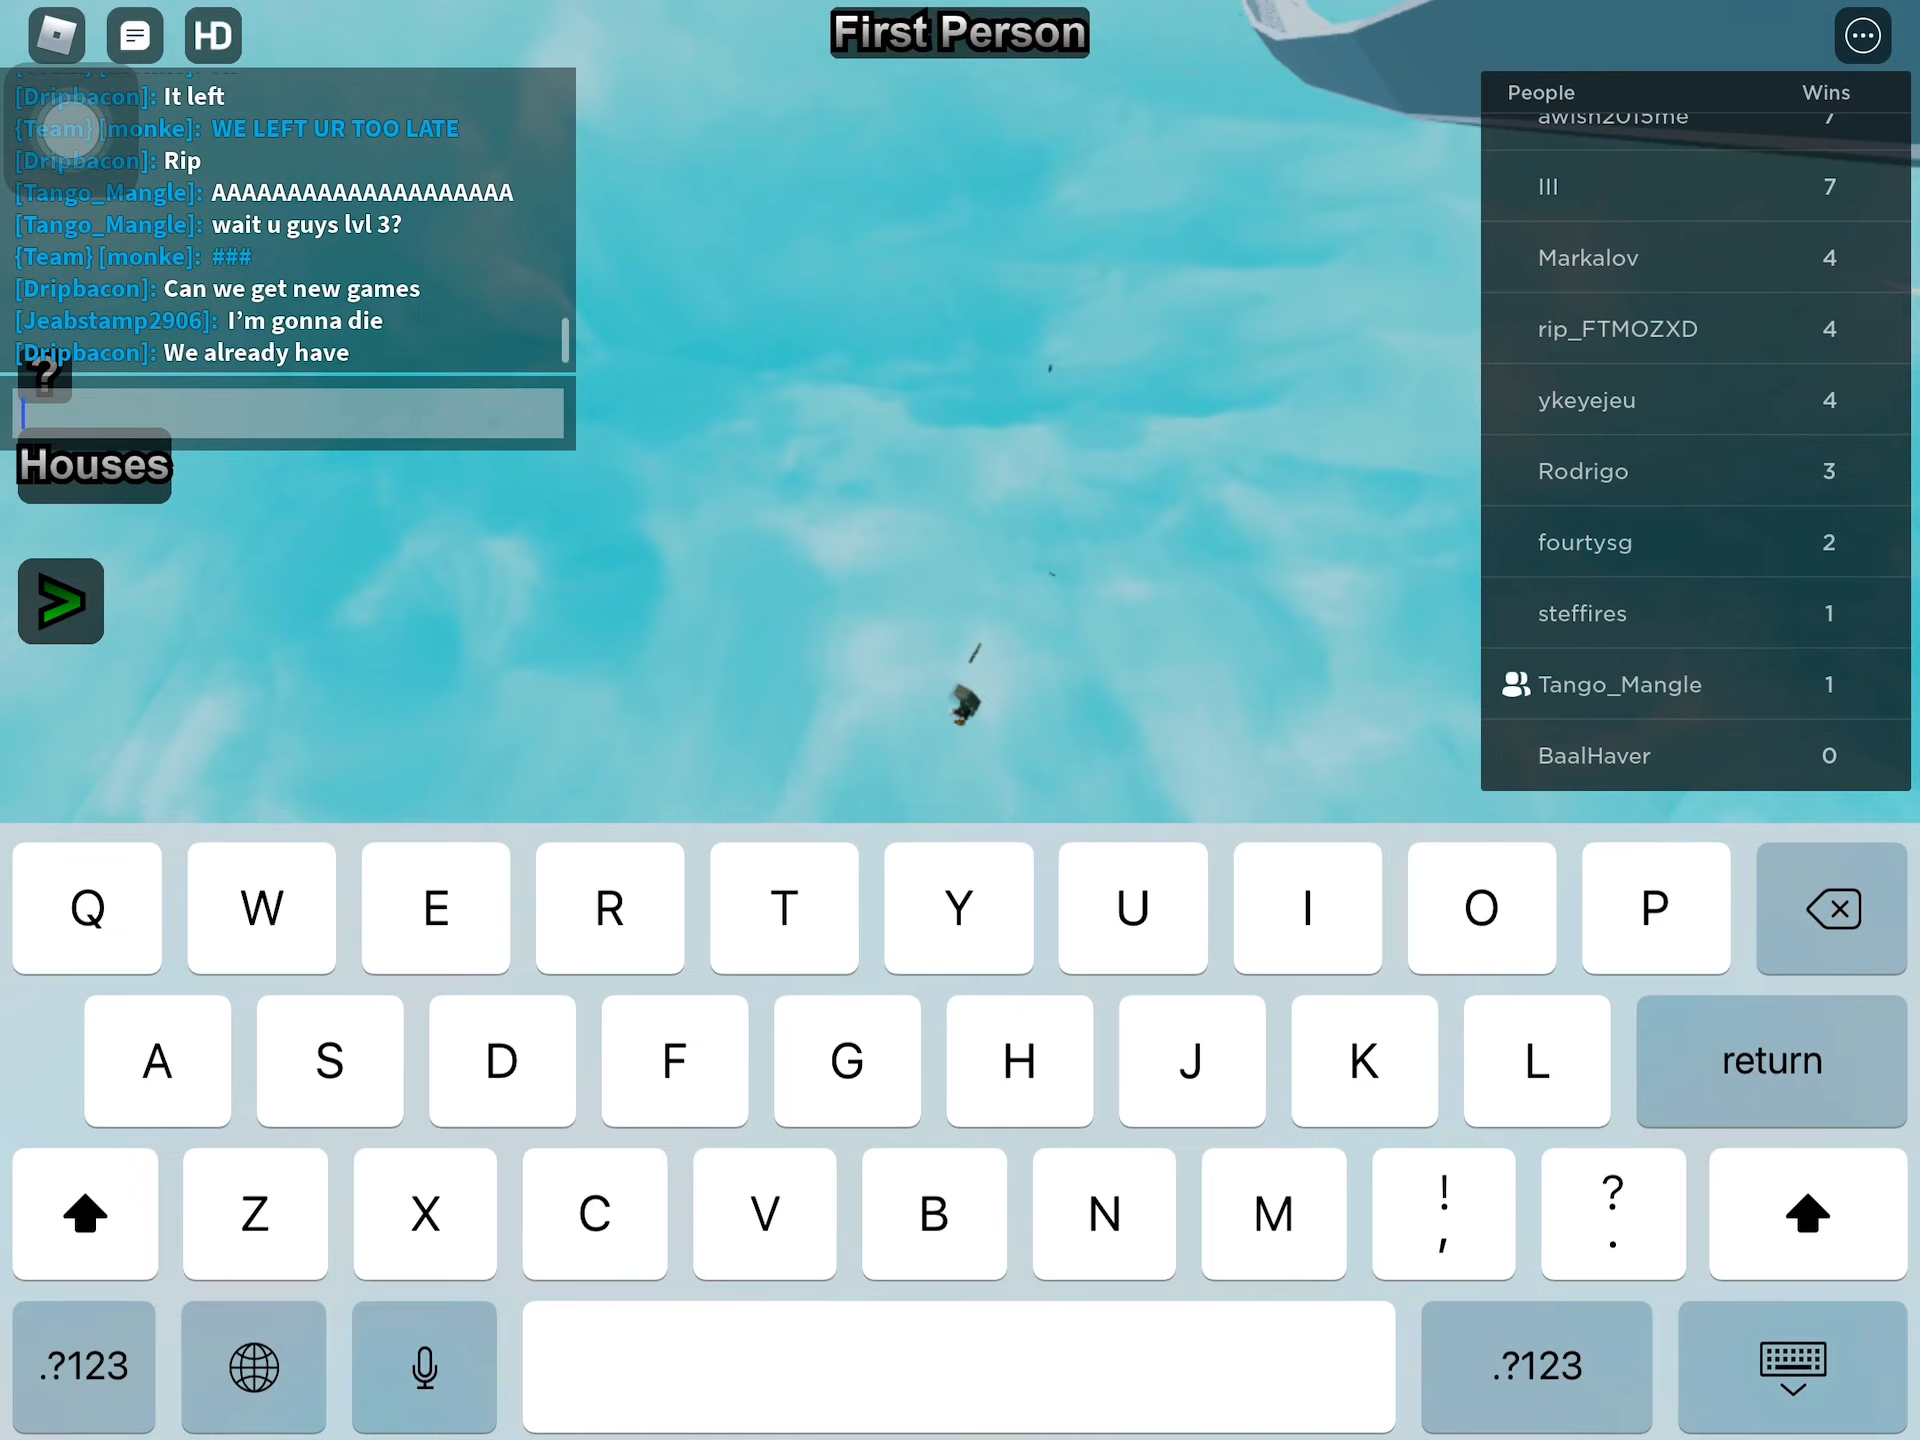 HD
First Person
[Dripbacon]: It left
{Team} [monke]: WE LEFT UR TOO LATE
[Dripbacon]: Rip
[Tango_Mangle]: AAAAAAAAAAAAAAAAAAAA
[Tango_Mangle]: wait u guys lvl 3?
{Team} [monke]: ###
[Dripbacon]: Can we get new games
[Jeabstamp2906]: I’m gonna die
[Dripbacon]: We already have
?
Houses
>
People Wins
awish2015me 7
III 7
Markalov 4
rip_FTMOZXD 4
ykeyejeu 4
Rodrigo 3
fourtysg 2
steffires 1
Tango_Mangle 1
BaalHaver 0
Q W E R T Y U I O P
A S D F G H J K L return
Z X C V B N M ! , ? .
.?123 .?123